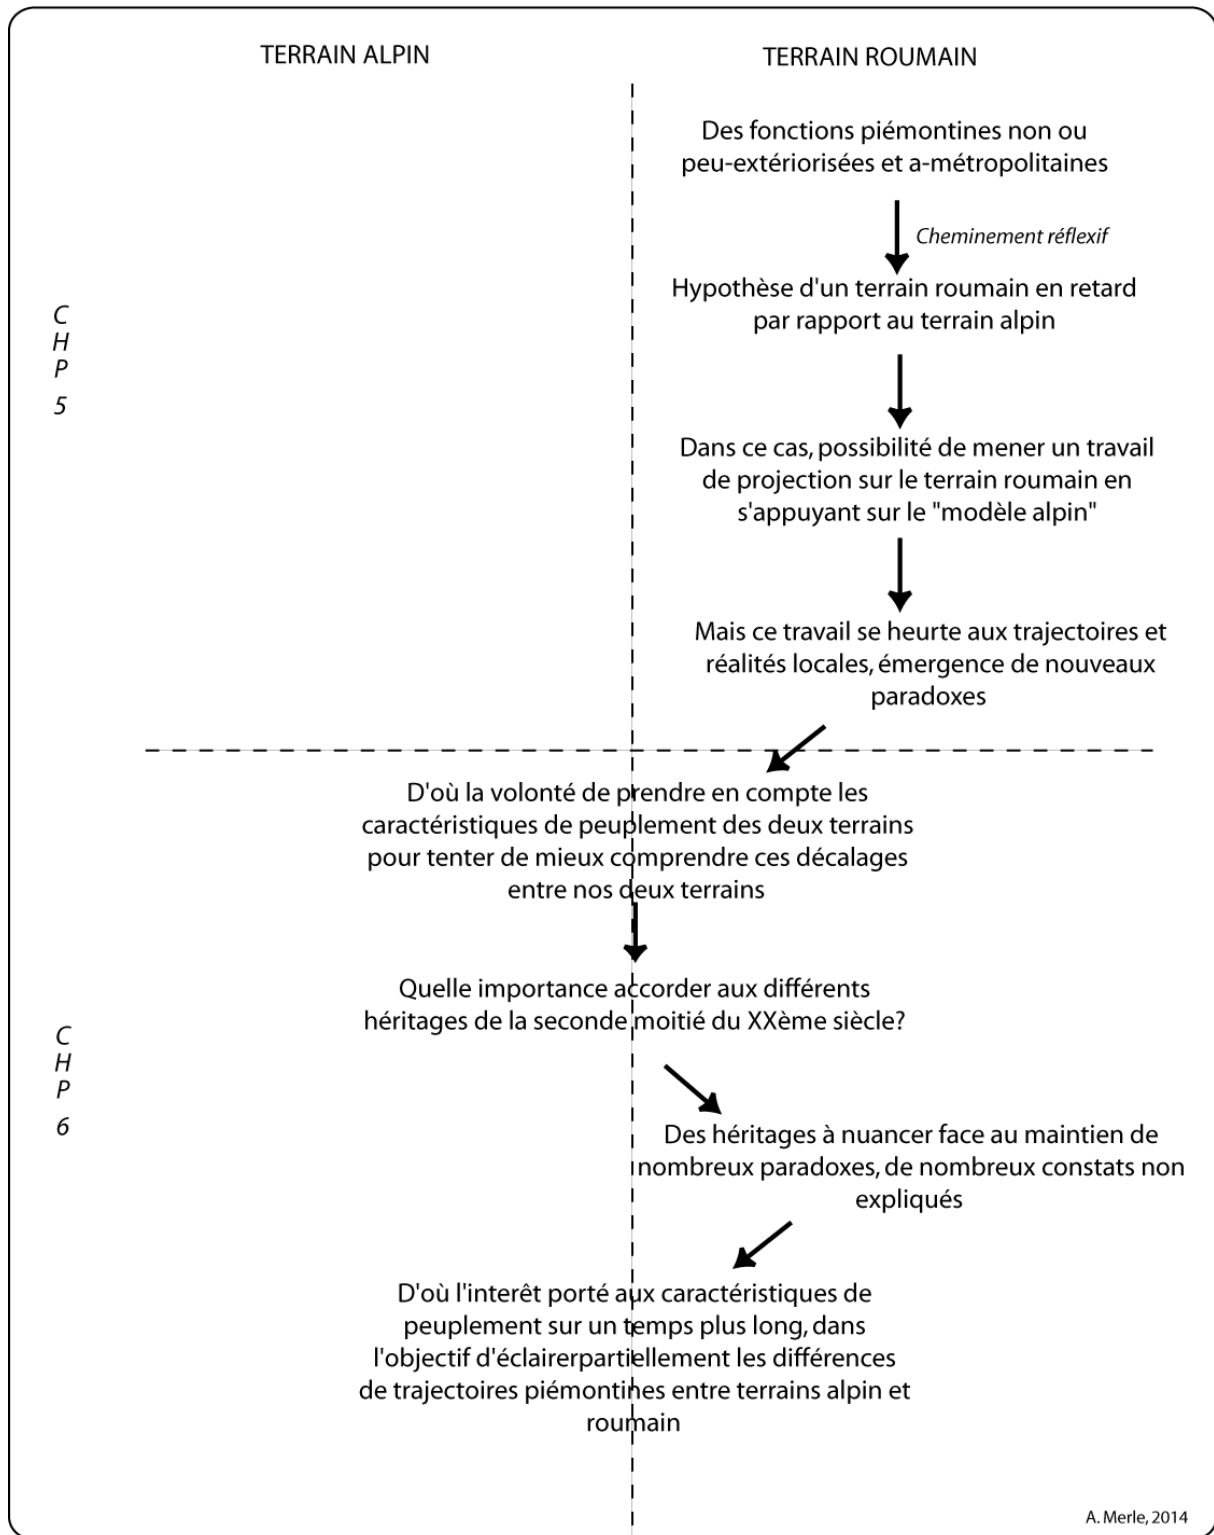 TERRAIN ALPIN
TERRAIN ROUMAIN
Des fonctions piémontines non ou
peu-extériorisées et a-métropolitaines
Cheminement réflexif
Hypothèse d'un terrain roumain en retard
par rapport au terrain alpin
C
H
P
5
Dans ce cas, possibilité de mener un travail
de projection sur le terrain roumain en
s'appuyant sur le "modèle alpin"
Mais ce travail se heurte aux trajectoires et
réalités locales, émergence de nouveaux
paradoxes
D'où la volonté de prendre en compte les
caractéristiques de peuplement des deux terrains
pour tenter de mieux comprendre ces décalages
entre nos deux terrains
Quelle importance accorder aux différents
héritages de la seconde moitié du XXème siècle?
C
H
P
6
Des héritages à nuancer face au maintien de
nombreux paradoxes, de nombreux constats non
expliqués
D'où l'interêt porté aux caractéristiques de
peuplement sur un temps plus long, dans
l'objectif d'éclairerpartiellement les différences
de trajectoires piémontines entre terrains alpin et
roumain
A. Merle, 2014